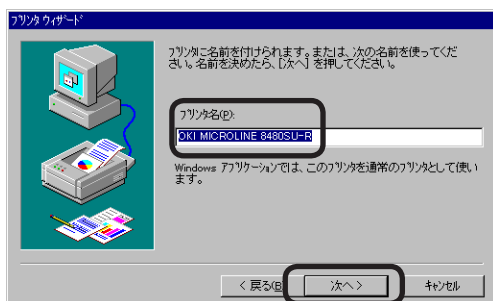 プリンタ ウィザード
プリンタに名前を付けられます。または、次の名前を使ってくだ
さい。名前を決めたら、[次へ] を押してください。
プリンタ名(P):
OKI MICROLINE 8480SU-R
Windows アプリケーションでは、このプリンタを通常のプリンタとして使い
ます。
< 戻る(B
次へ >
キャンセル